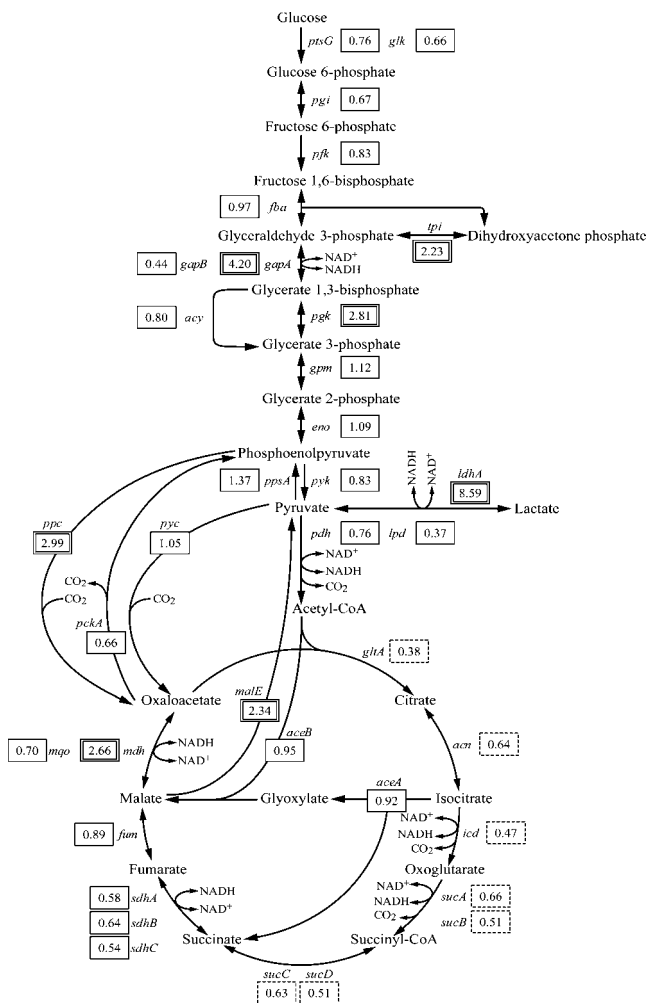 Glucose
ptsG 0.76 glk 0.66
Glucose 6-phosphate
pgi 0.67
Fructose 6-phosphate
pfk 0.83
Fructose 1,6-bisphosphate
0.97 fba
tpi
Glyceraldehyde 3-phosphate Dihydroxyacetone phosphate
2.23
0.44 gapB 4.20 gapA NAD+
NADH
Glycerate 1,3-bisphosphate
0.80 acy pgk 2.81
Glycerate 3-phosphate
gpm 1.12
Glycerate 2-phosphate
eno 1.09
Phosphoenolpyruvate
1.37 ppsA pyk 0.83
NADH NAD+ ldhA
8.59
Pyruvate Lactate
ppc pyc pdh 0.76 lpd 0.37
2.99 1.05
NAD+
NADH
CO2
CO2 CO2 CO2
Acetyl-CoA
pckA
0.66
gltA 0.38
malE
Oxaloacetate Citrate
2.34
aceB
0.95
0.70 mqo 2.66 mdh NADH
NAD+
acn 0.64
aceA
Malate Glyoxylate 0.92 Isocitrate
NAD+
NADH
CO2
icd 0.47
0.89 fum
Fumarate Oxoglutarate
0.58 sdhA NADH NAD+ sucA 0.66
0.64 sdhB NAD+ NADH
CO2 sucB 0.51
0.54 sdhC Succinate Succinyl-CoA
sucC sucD
0.63 0.51